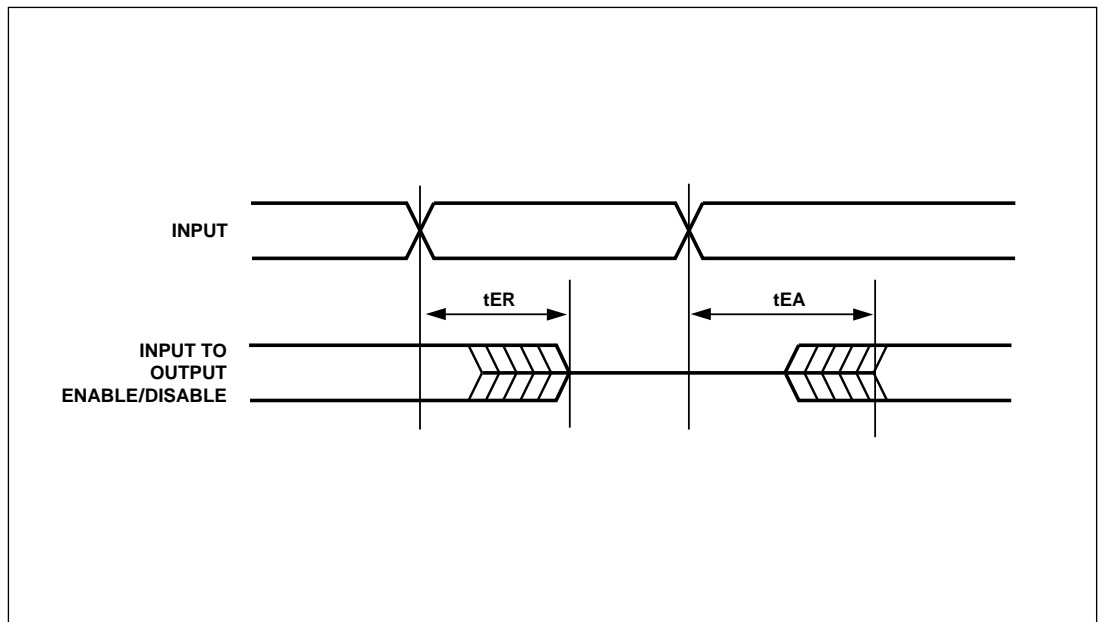 INPUT
tER
tEA
INPUT TO
OUTPUT
ENABLE/DISABLE